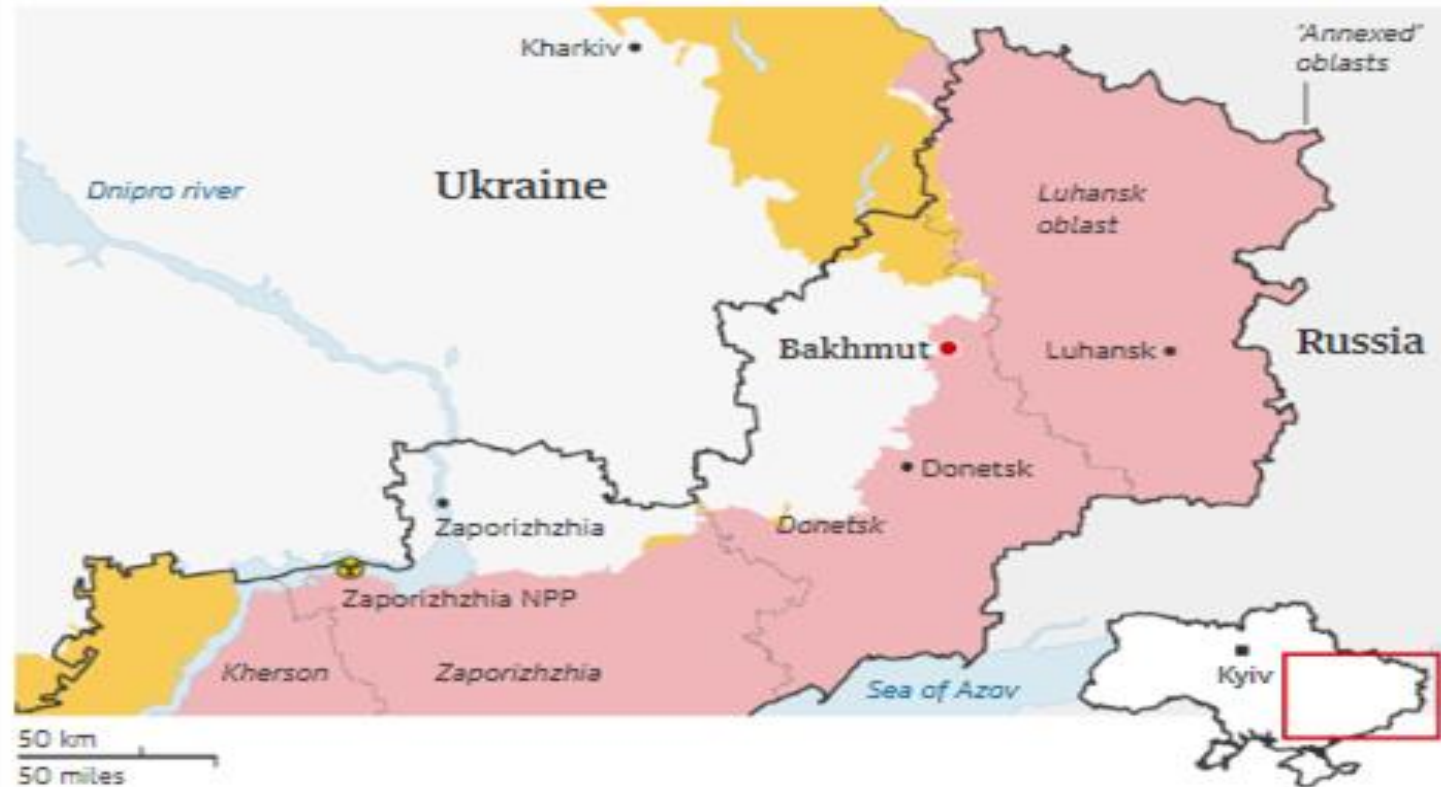 Kharkiv
"Annexed"
oblasts
Dnipro river
Ukraine
Luhansk
oblast
Bakhmut
Luhansk
Russia
Donetsk
Zaporizhzhia
Donetsk
Zaporizhzhia NPP
Kherson
Zaporizhzhia
Sea of Azov
Kyiv
50 km
50 miles